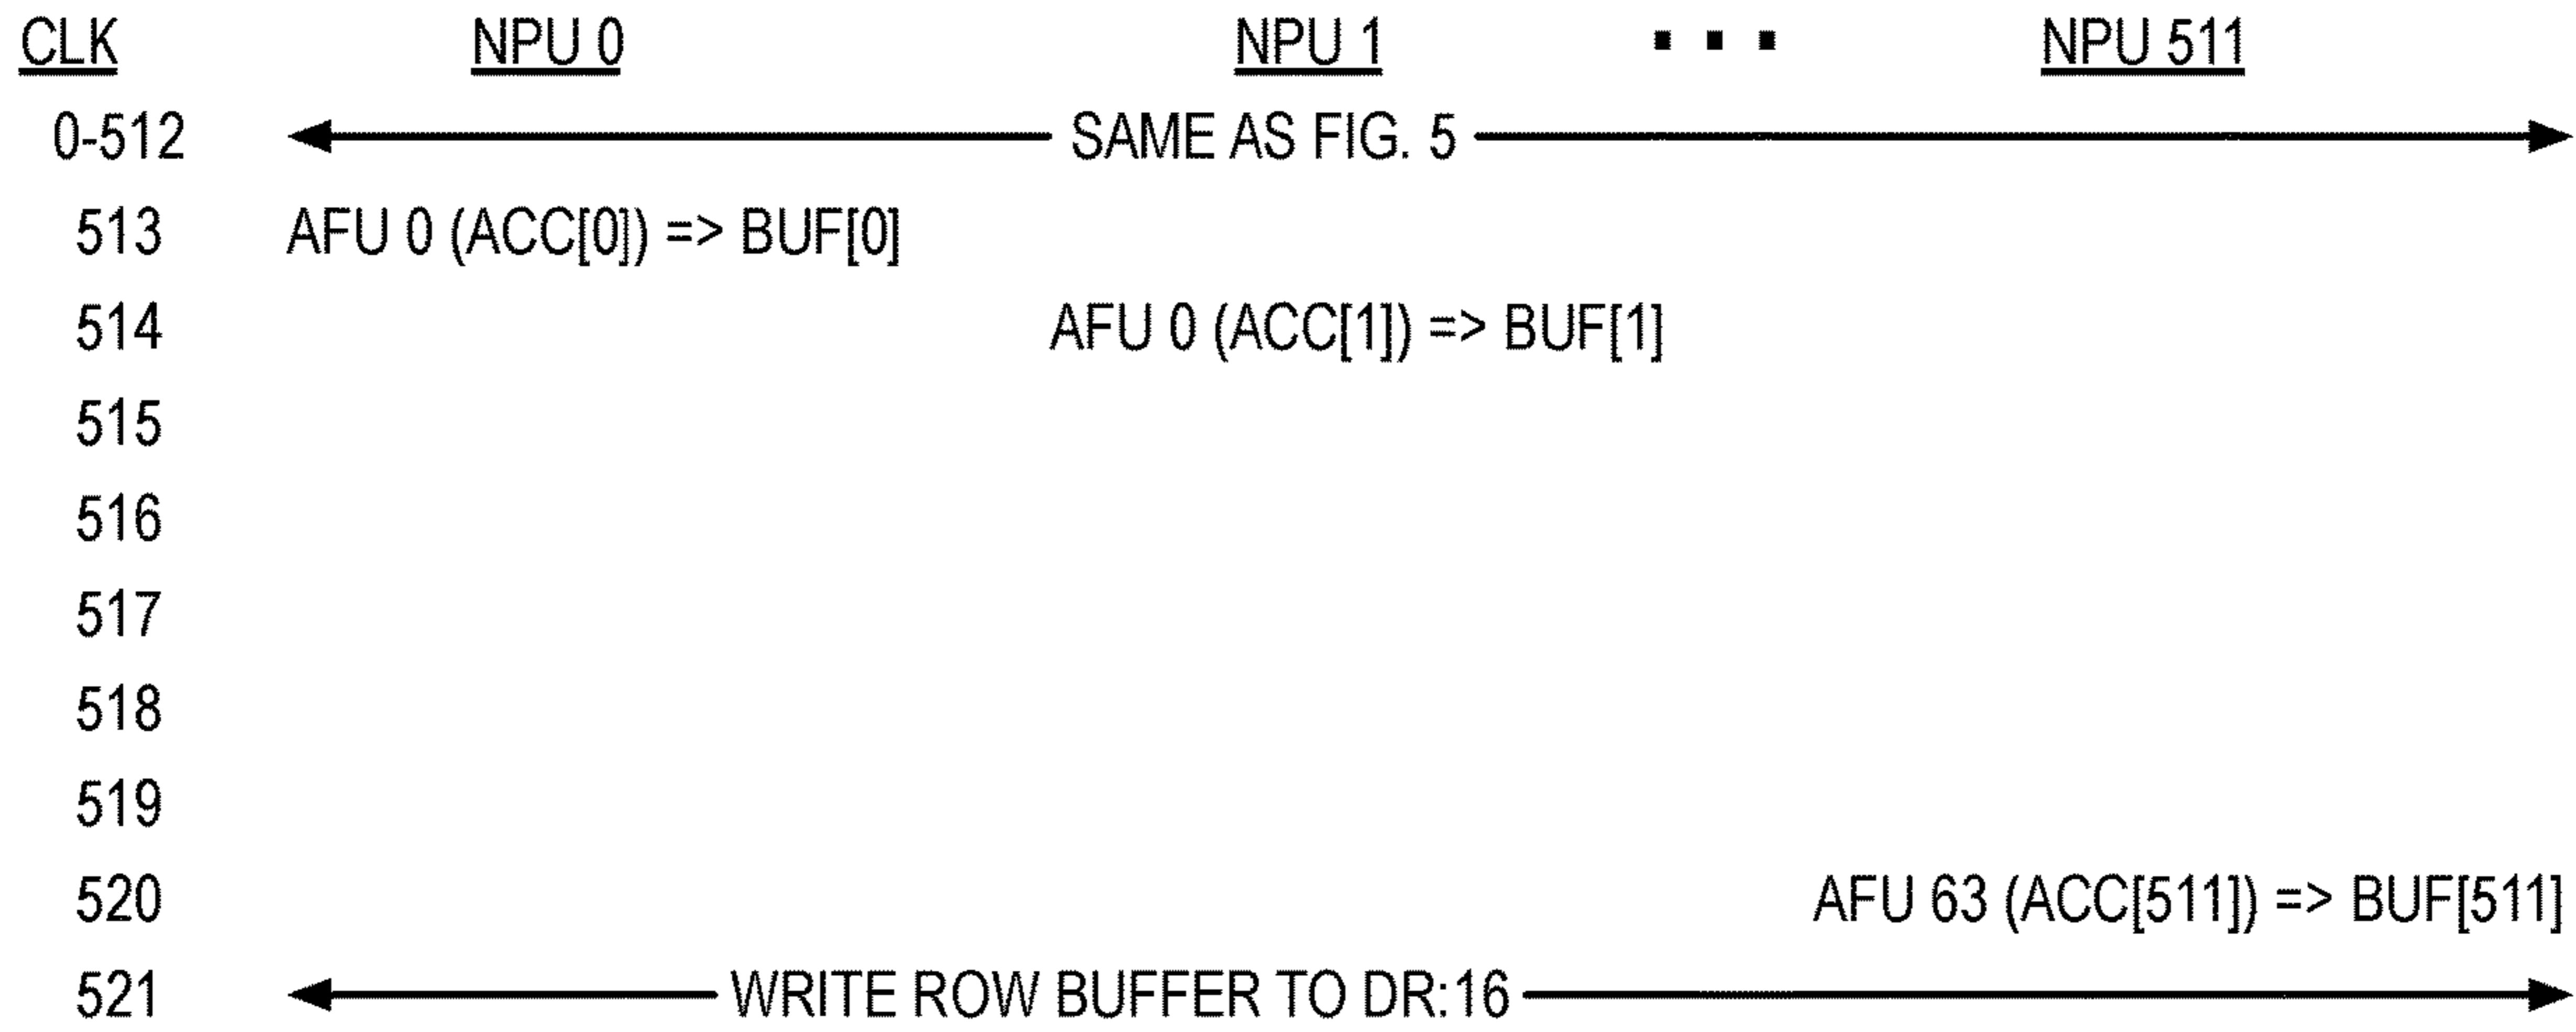 CLK NPU 0 NPU 1 ... NPU 511
0-512 SAME AS FIG. 5
513 AFU 0 (ACC[0]) => BUF[0]
514 AFU 0 (ACC[1]) => BUF[1]
515
516
517
518
519
520 AFU 63 (ACC[511]) => BUF[511]
521 WRITE ROW BUFFER TO DR:16